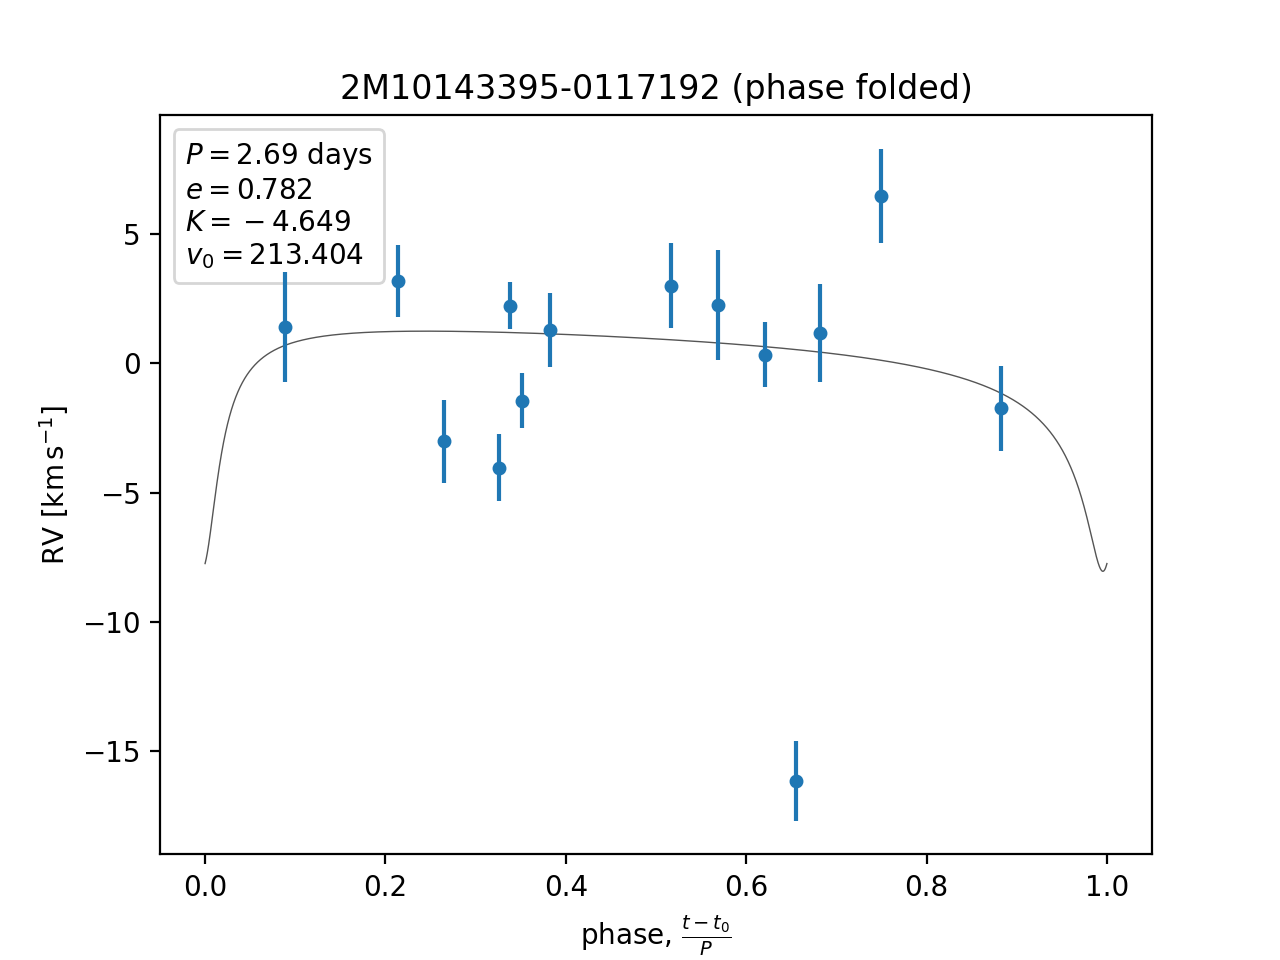 2M10143395-0117192 (phase folded)
P = 2.69 days
e = 0.782
K = −4.649
v₀ = 213.404
RV [km s⁻¹]
5
0
−5
−10
−15
0.0 0.2 0.4 0.6 0.8 1.0
phase, (t − t₀)/P